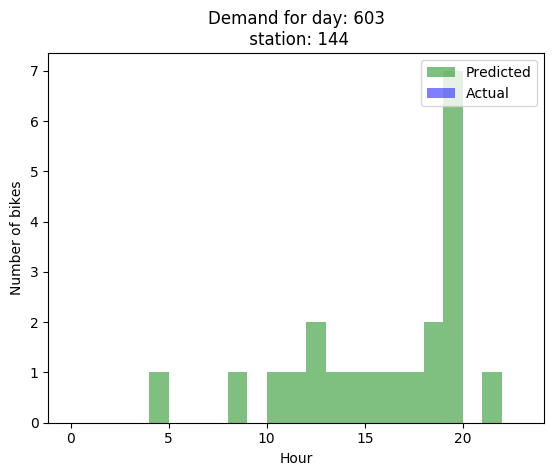 Demand for day: 603
station: 144
Predicted
Actual
Number of bikes
7
6
5
4
3
2
1
0
0 5 10 15 20
Hour